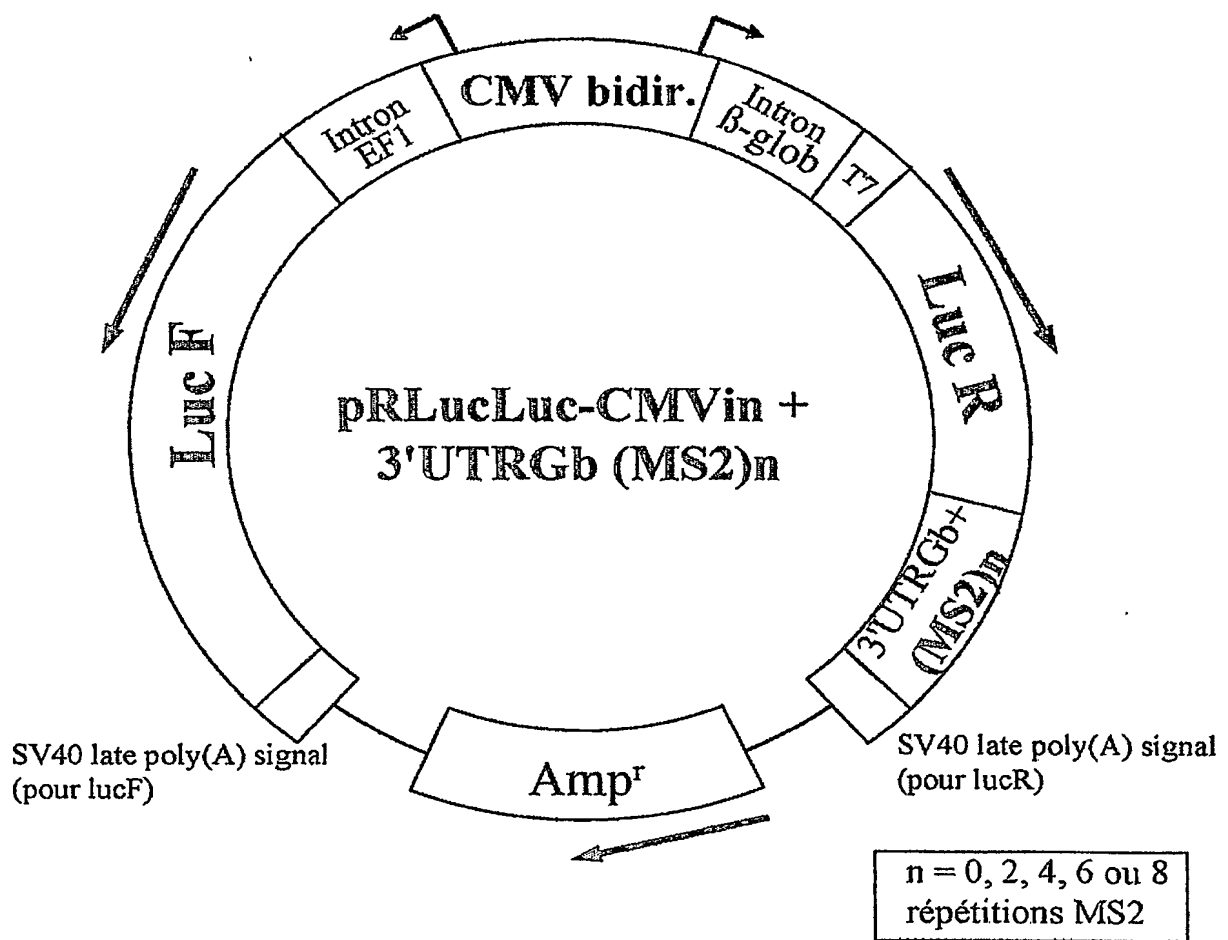 CMV bidir.
Intron
EF1
Intron
ß-glob
T7
Luc F
Luc R
pRLucLuc-CMVin +
3'UTRGb (MS2)n
3'UTRGb+
(MS2)n
SV40 late poly(A) signal
(pour lucF)
SV40 late poly(A) signal
(pour lucR)
Ampʳ
n = 0, 2, 4, 6 ou 8
répétitions MS2